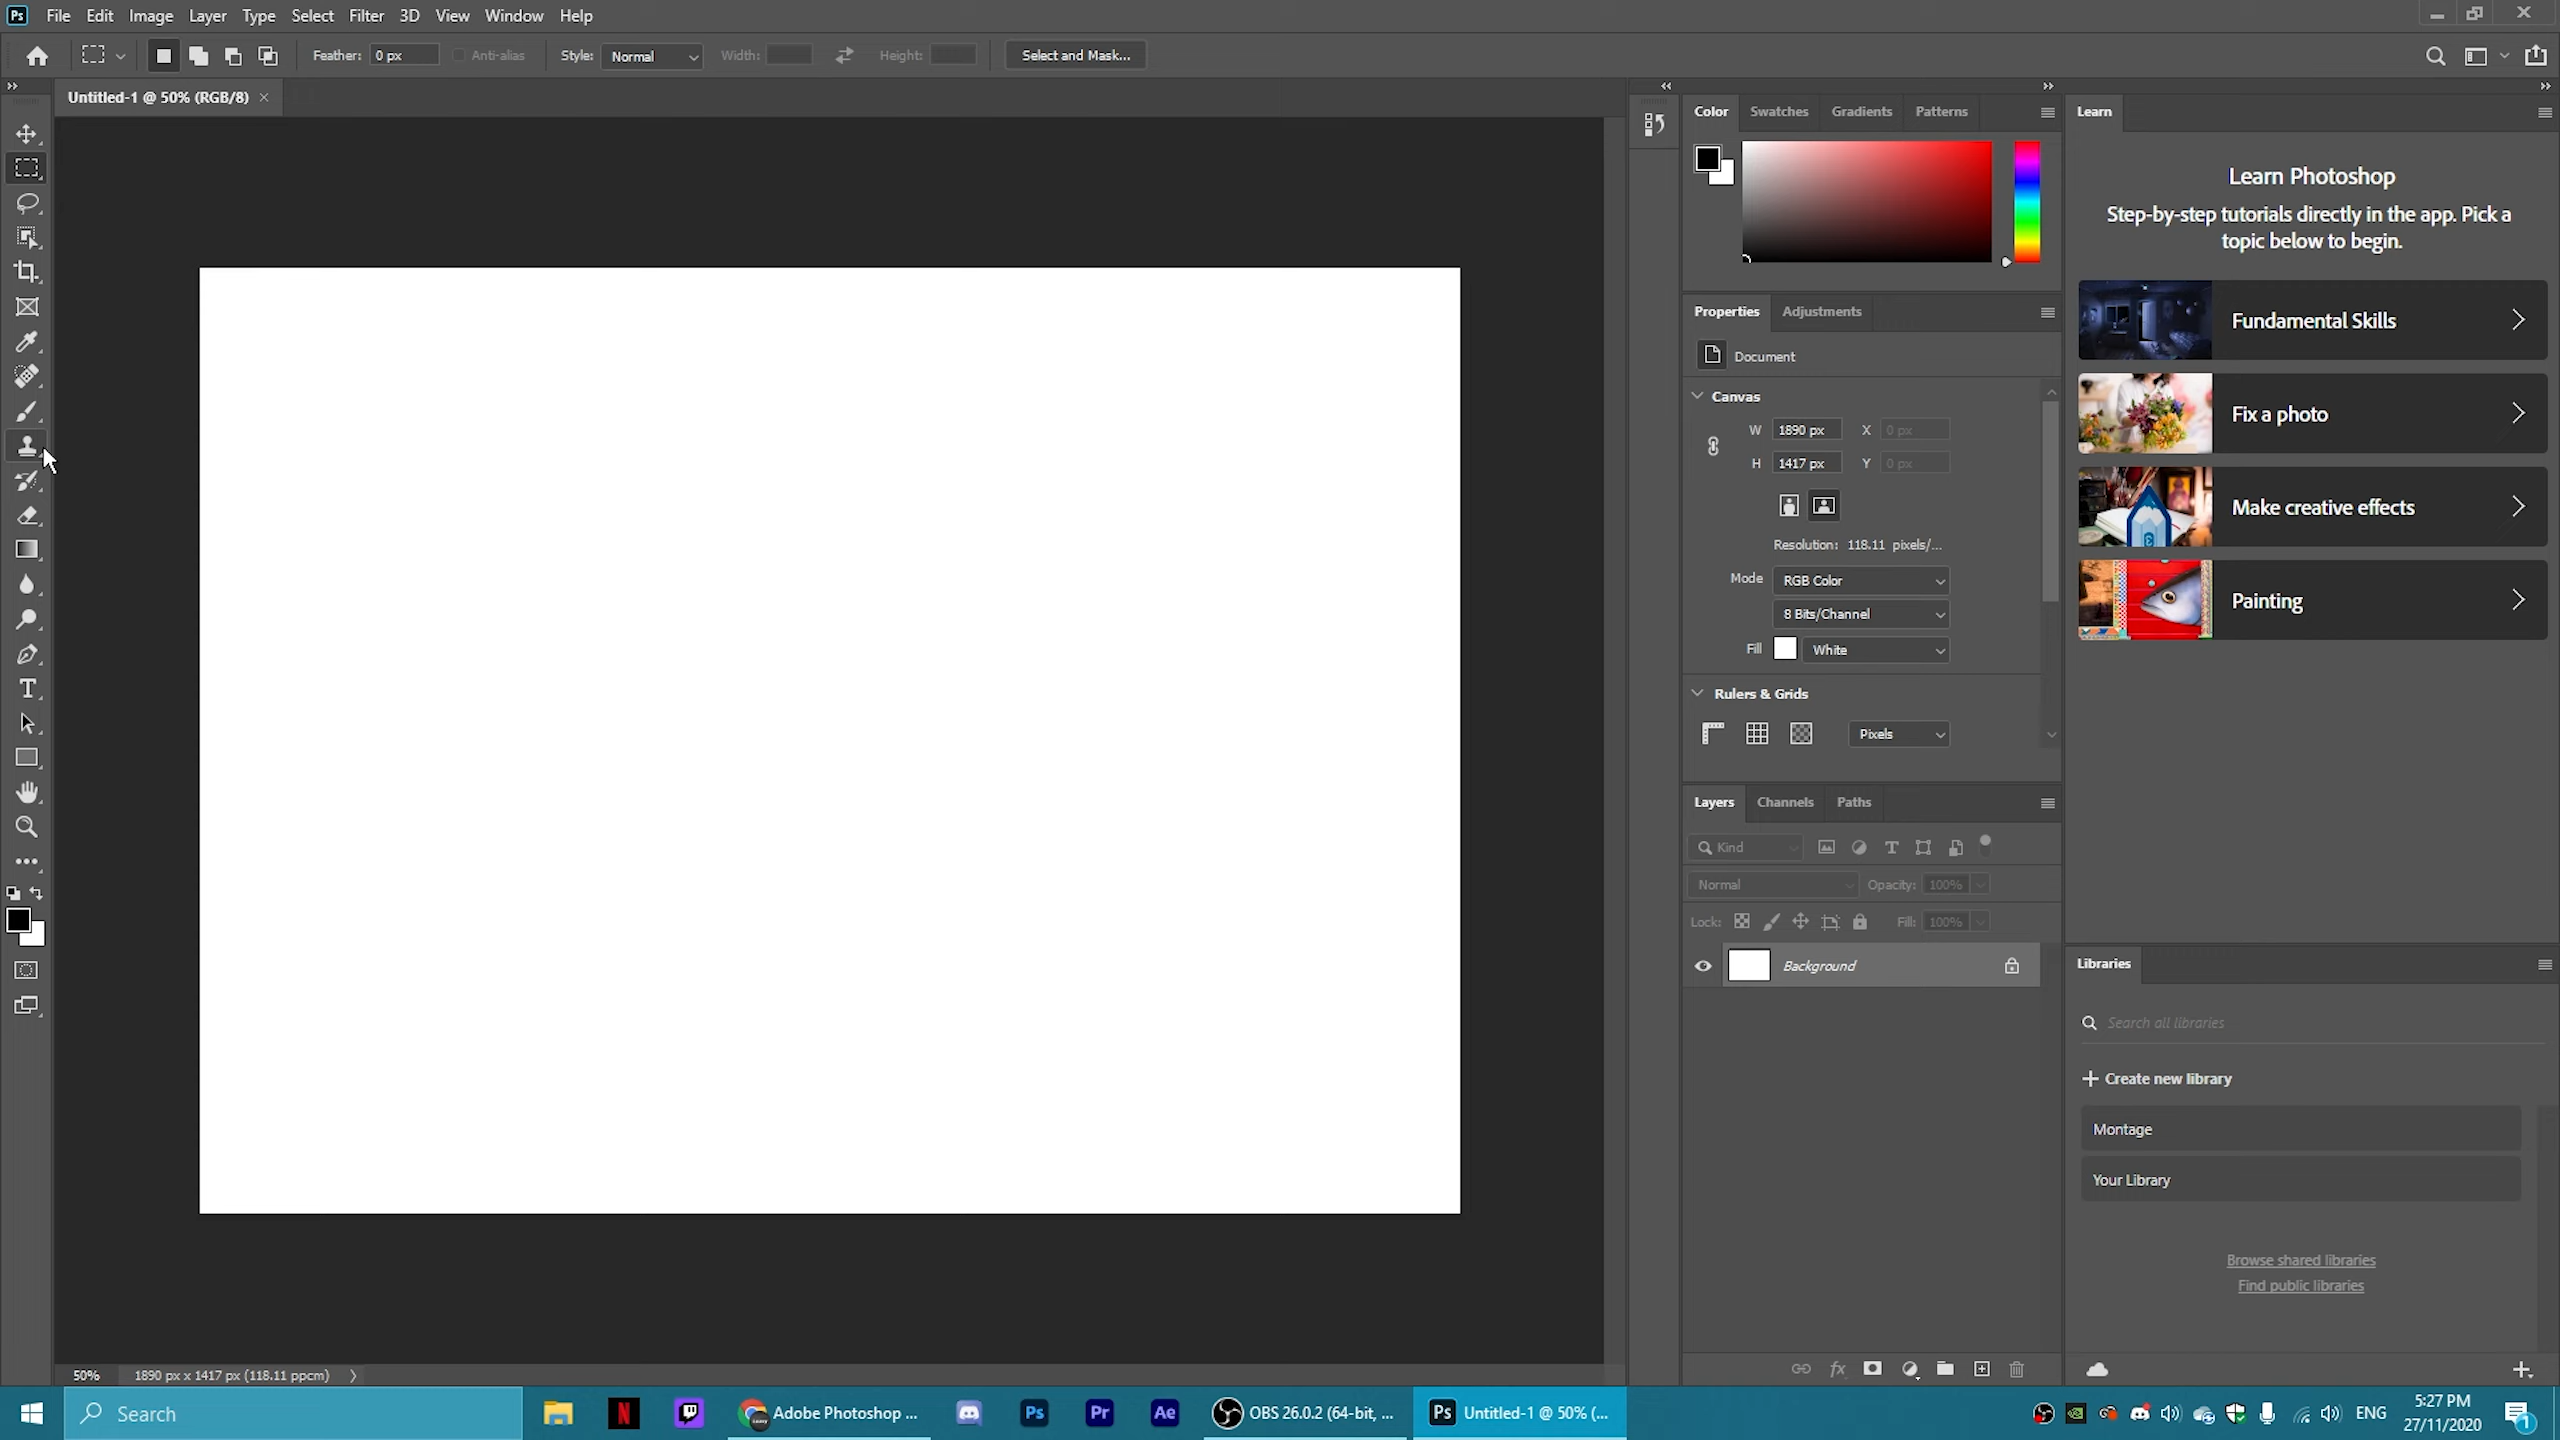 Ps File Edit Image Layer Type Select Filter 3D View Window Help
Feather: 0 px Anti-alias Style: Normal Width: Height: Select and Mask...
Untitled-1 @ 50% (RGB/8) ×
Color Swatches Gradients Patterns
Properties Adjustments
Document
Canvas
W 1890 px X 0 px
H 1417 px Y 0 px
Resolution: 118.11 pixels/...
Mode RGB Color
8 Bits/Channel
Fill White
Rulers & Grids
Pixels
Layers Channels Paths
Kind
Normal Opacity: 100%
Lock: Fill: 100%
Background
Learn
Learn Photoshop
Step-by-step tutorials directly in the app. Pick a
topic below to begin.
Fundamental Skills
Fix a photo
Make creative effects
Painting
Libraries
Search all libraries
+ Create new library
Montage
Your Library
Browse shared libraries
Find public libraries
50% 1890 px x 1417 px (118.11 ppcm)
Search
Adobe Photoshop ...
Ps
Pr
Ae
OBS 26.0.2 (64-bit, ...
Ps Untitled-1 @ 50% (...
ENG
5:27 PM
27/11/2020
1